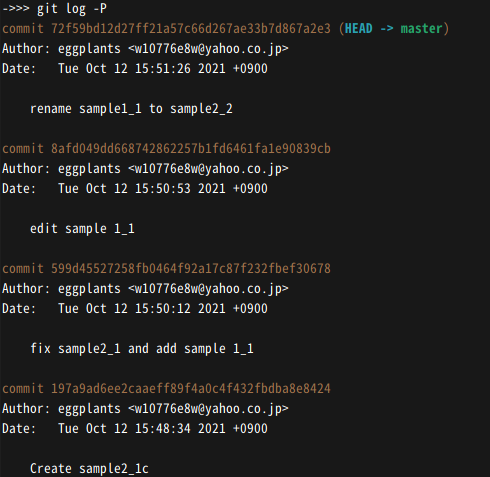 ->>> git log -P
commit 72f59bd12d27ff21a57c66d267ae33b7d867a2e3 (HEAD -> master)
Author: eggplants <w10776e8w@yahoo.co.jp>
Date:   Tue Oct 12 15:51:26 2021 +0900
rename sample1_1 to sample2_2
commit 8afd049dd668742862257b1fd6461fa1e90839cb
Author: eggplants <w10776e8w@yahoo.co.jp>
Date:   Tue Oct 12 15:50:53 2021 +0900
edit sample 1_1
commit 599d45527258fb0464f92a17c87f232fbef30678
Author: eggplants <w10776e8w@yahoo.co.jp>
Date:   Tue Oct 12 15:50:12 2021 +0900
fix sample2_1 and add sample 1_1
commit 197a9ad6ee2caaeff89f4a0c4f432fbdba8e8424
Author: eggplants <w10776e8w@yahoo.co.jp>
Date:   Tue Oct 12 15:48:34 2021 +0900
Create sample2_1c